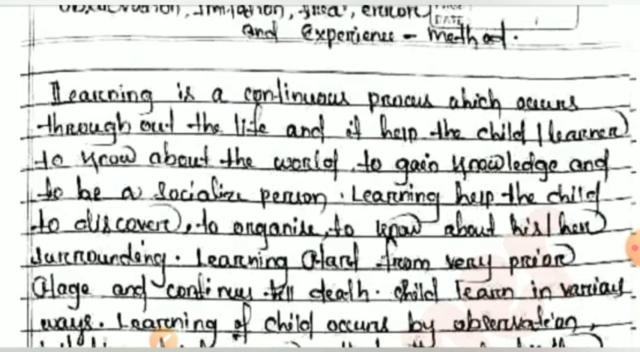 observation, imitation, trial, error
DATE
and Experience - method.
Learning is a continuous process which occurs
through out the life and it help the child / learner
to know about the world, to gain knowledge and
to be a socialize person. Learning help the child
to discover, to organise, to know about his/her
surrounding. Learning start from very prior
stage and continues till death. child learn in various
ways. Learning of child occurs by observation,